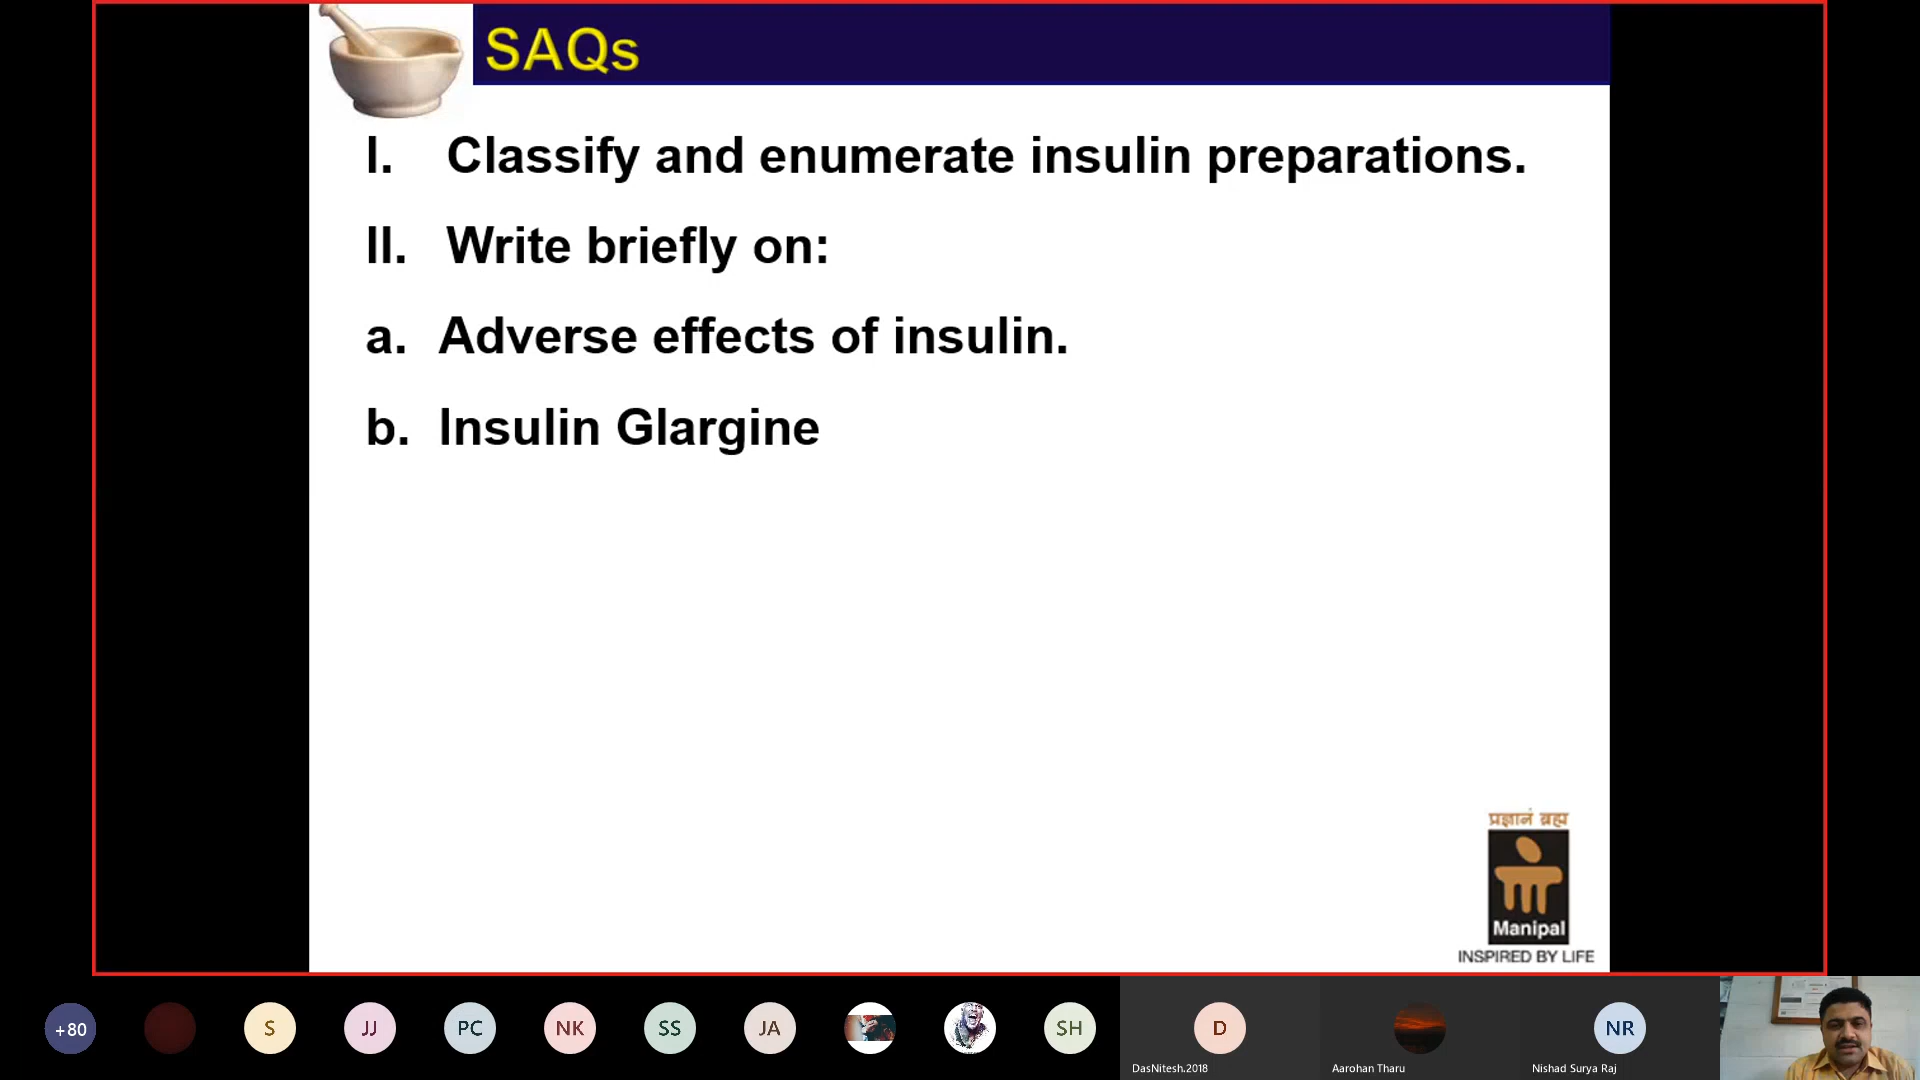 SAQs
I. Classify and enumerate insulin preparations.
II. Write briefly on:
a. Adverse effects of insulin.
b. Insulin Glargine
प्रज्ञानं ब्रह्म
Manipal
INSPIRED BY LIFE
+80
S
JJ
PC
NK
SS
JA
SH
D
NR
DasNitesh.2018
Aarohan Tharu
Nishad Surya Raj